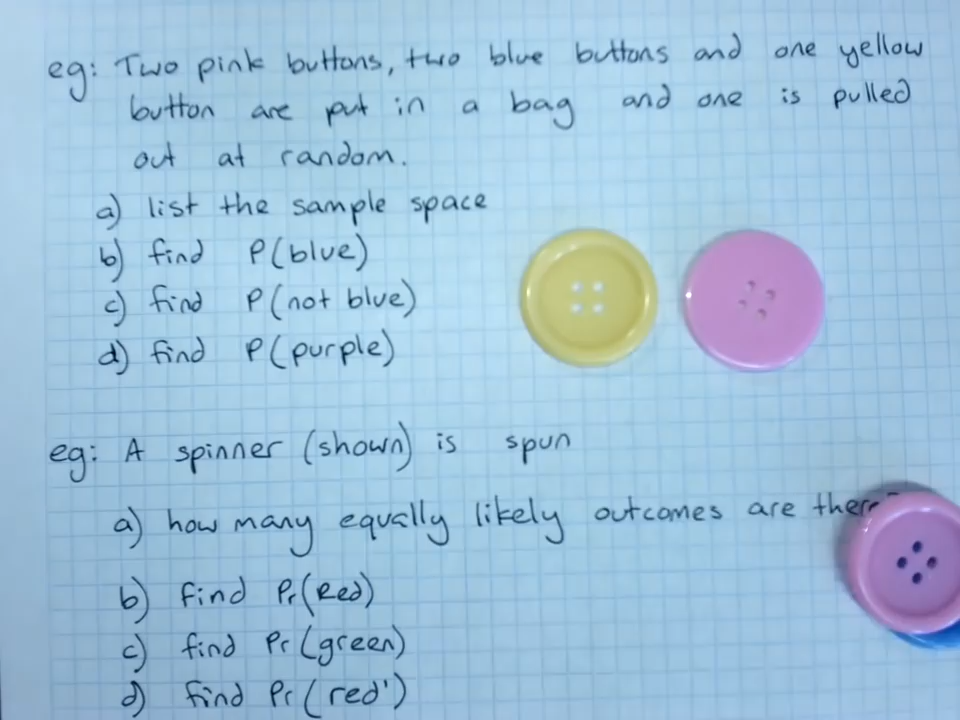 eg: Two pink buttons, two blue buttons and one yellow
button are put in a bag and one is pulled
out at random.
a) list the sample space
b) find P(blue)
c) find P(not blue)
d) find P(purple)
eg: A spinner (shown) is spun
a) how many equally likely outcomes are there?
b) find Pr(Red)
c) find Pr(green)
d) find Pr(red')